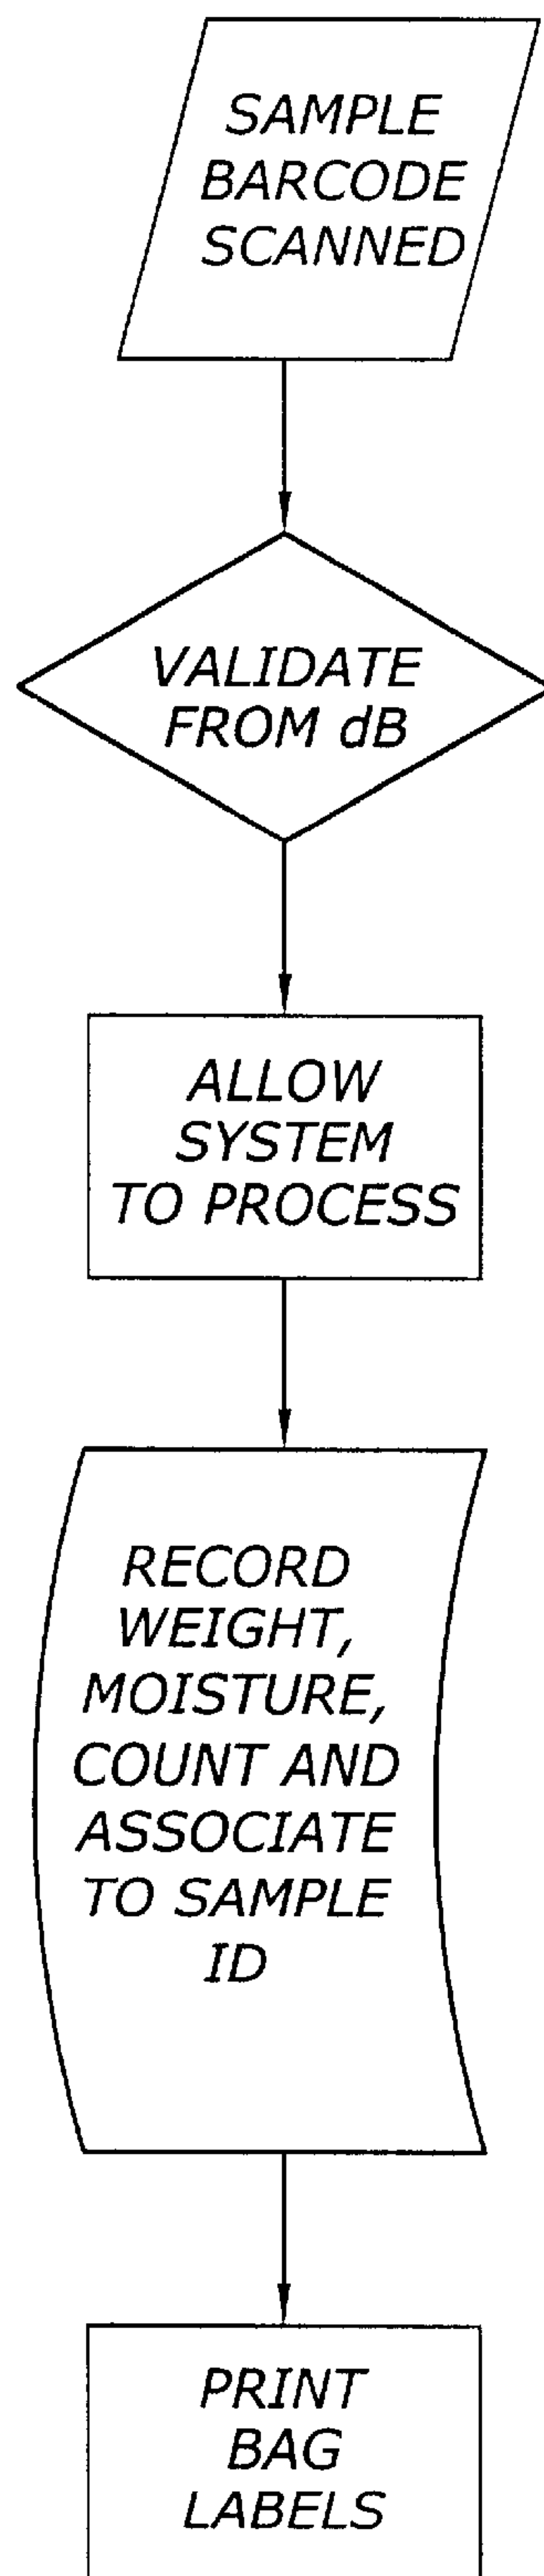 SAMPLE
BARCODE
SCANNED
VALIDATE
FROM dB
ALLOW
SYSTEM
TO PROCESS
RECORD
WEIGHT,
MOISTURE,
COUNT AND
ASSOCIATE
TO SAMPLE
ID
PRINT
BAG
LABELS